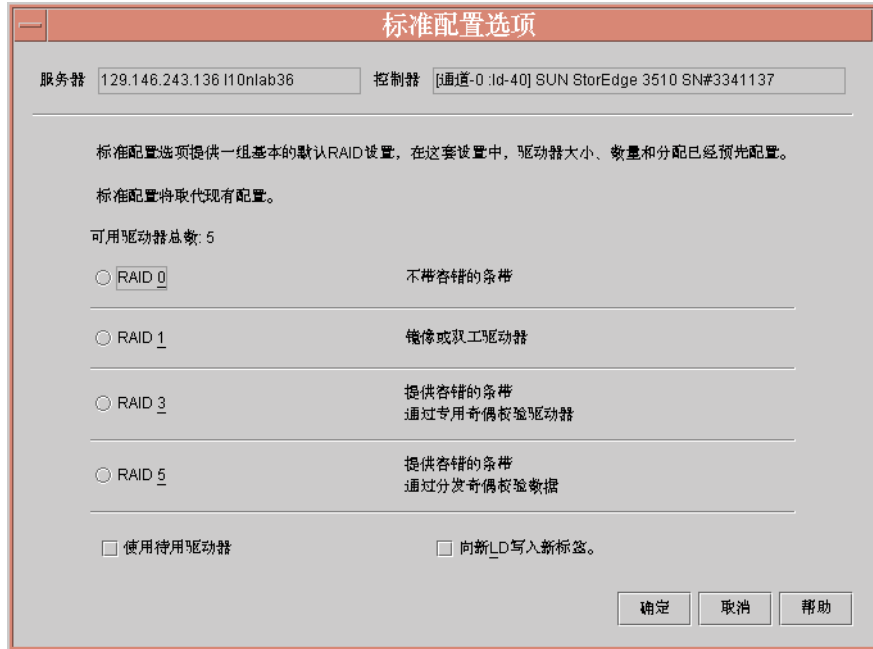 标准配置选项
服务器 129.146.243.136 l10nlab36 控制器 [通道-0 :Id-40] SUN StorEdge 3510 SN#3341137
标准配置选项提供一组基本的默认RAID设置，在这套设置中，驱动器大小、数量和分配已经预先配置。
标准配置将取代现有配置。
可用驱动器总数: 5
RAID 0 不带容错的条带
RAID 1 镜像或双工驱动器
RAID 3 提供容错的条带
通过专用奇偶校验驱动器
RAID 5 提供容错的条带
通过分发奇偶校验数据
使用待用驱动器 向新LD写入新标签。
确定 取消 帮助